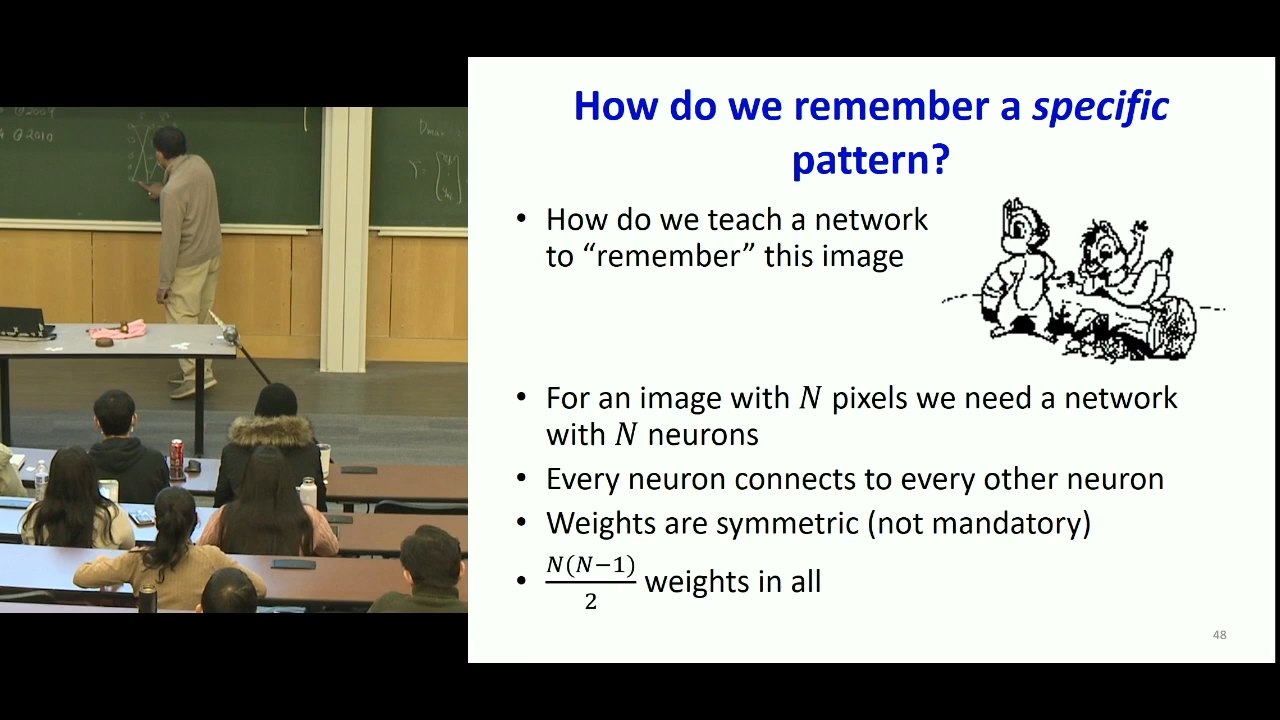 @ 2010
How do we remember a specific
pattern?
• How do we teach a network
to “remember” this image
• For an image with N pixels we need a network
with N neurons
• Every neuron connects to every other neuron
• Weights are symmetric (not mandatory)
• N(N−1)/2 weights in all
48